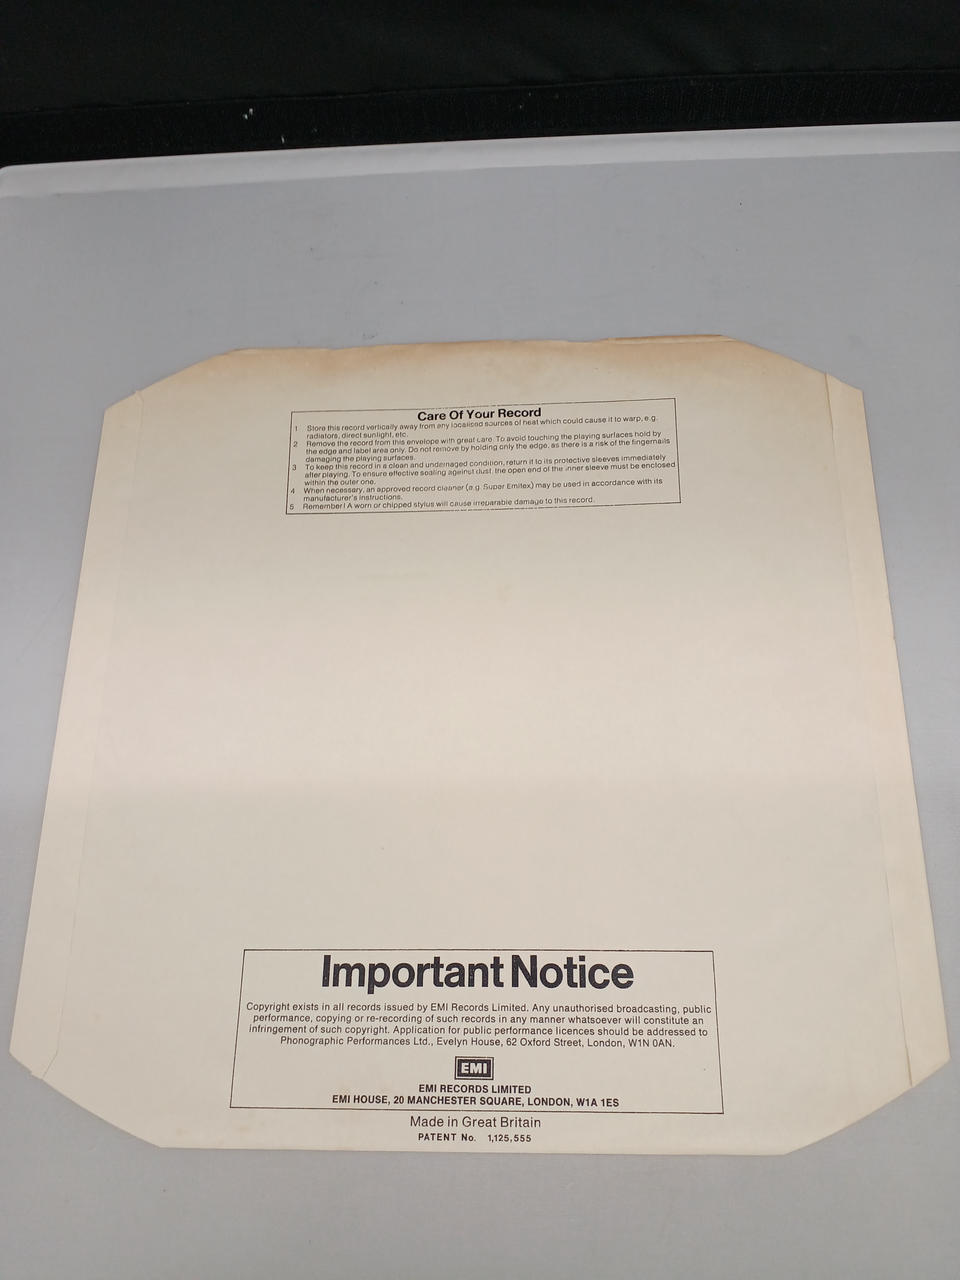 Care Of Your Record
1 Store this record vertically away from any localised sources of heat which could cause it to warp, e.g.
radiators, direct sunlight, etc.
2 Remove the record from this envelope with great care. To avoid touching the playing surfaces hold by
the edge and label area only. Do not remove by holding only the edge, as there is a risk of the fingernails
damaging the playing surfaces.
3 To keep this record in a clean and undamaged condition, return it to its protective sleeves immediately
after playing. To ensure effective sealing against dust, the open end of the inner sleeve must be enclosed
within the outer one.
4 When necessary, an approved record cleaner (e.g. Super Emitex) may be used in accordance with its
manufacturer's instructions.
5 Remember! A worn or chipped stylus will cause irreparable damage to this record.
Important Notice
Copyright exists in all records issued by EMI Records Limited. Any unauthorised broadcasting, public
performance, copying or re-recording of such records in any manner whatsoever will constitute an
infringement of such copyright. Application for public performance licences should be addressed to
Phonographic Performances Ltd., Evelyn House, 62 Oxford Street, London, W1N 0AN.
EMI
EMI RECORDS LIMITED
EMI HOUSE, 20 MANCHESTER SQUARE, LONDON, W1A 1ES
Made in Great Britain
PATENT No. 1,125,555